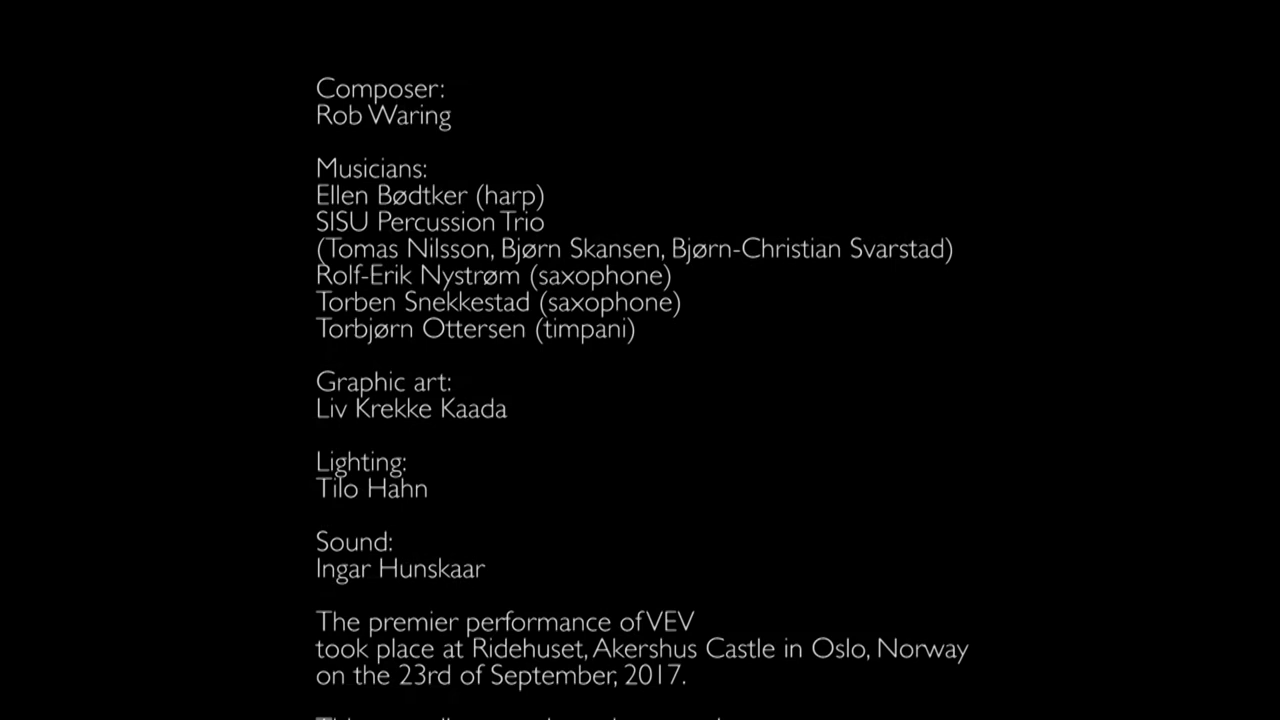 Composer:
Rob Waring
Musicians:
Ellen Bødtker (harp)
SISU Percussion Trio
(Tomas Nilsson, Bjørn Skansen, Bjørn-Christian Svarstad)
Rolf-Erik Nystrøm (saxophone)
Torben Snekkestad (saxophone)
Torbjørn Ottersen (timpani)
Graphic art:
Liv Krekke Kaada
Lighting:
Tilo Hahn
Sound:
Ingar Hunskaar
The premier performance of VEV
took place at Ridehuset, Akershus Castle in Oslo, Norway
on the 23rd of September, 2017.